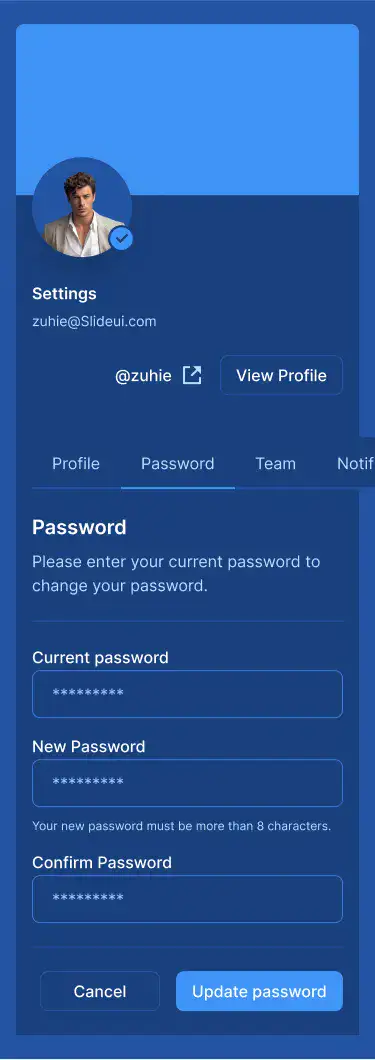 Settings
zuhie@Slideui.com
@zuhie
View Profile
Profile Password Team Notif
Password
Please enter your current password to
change your password.
Current password
*********
New Password
*********
Your new password must be more than 8 characters.
Confirm Password
*********
Cancel Update password